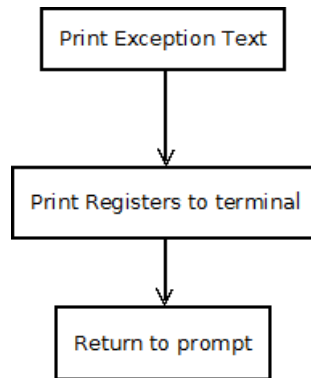 Print Exception Text
Print Registers to terminal
Return to prompt